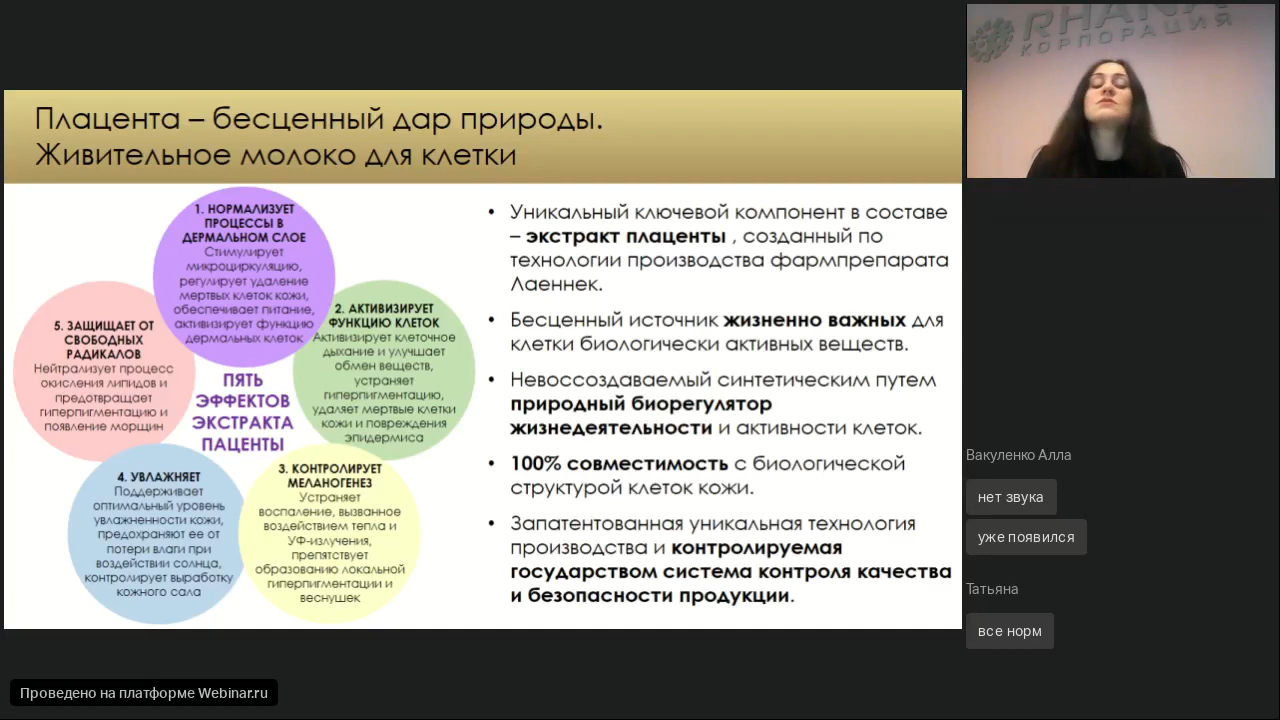 Плацента – бесценный дар природы.
Живительное молоко для клетки
1. НОРМАЛИЗУЕТ
ПРОЦЕССЫ В
ДЕРМАЛЬНОМ СЛОЕ
Стимулирует
микроциркуляцию,
регулирует удаление
мертвых клеток кожи,
обеспечивает питание,
активизирует функцию
дермальных клеток
2. АКТИВИЗИРУЕТ
ФУНКЦИЮ КЛЕТОК
Активизирует клеточное
дыхание и улучшает
обмен веществ,
устраняет
гиперпигментацию,
удаляет мертвые клетки
кожи и повреждения
эпидермиса
3. КОНТРОЛИРУЕТ
МЕЛАНОГЕНЕЗ
Устраняет
воспаление, вызванное
воздействием тепла и
УФ-излучения,
препятствует
образованию локальной
гиперпигментации и
веснушек
4. УВЛАЖНЯЕТ
Поддерживает
оптимальный уровень
увлажненности кожи,
предохраняют ее от
потери влаги при
воздействии солнца,
контролирует выработку
кожного сала
5. ЗАЩИЩАЕТ ОТ
СВОБОДНЫХ
РАДИКАЛОВ
Нейтрализует процесс
окисления липидов и
предотвращает
гиперпигментацию и
появление морщин
ПЯТЬ
ЭФФЕКТОВ
ЭКСТРАКТА
ПАЦЕНТЫ
• Уникальный ключевой компонент в составе
– экстракт плаценты , созданный по
технологии производства фармпрепарата
Лаеннек.
• Бесценный источник жизненно важных для
клетки биологически активных веществ.
• Невоссоздаваемый синтетическим путем
природный биорегулятор
жизнедеятельности и активности клеток.
• 100% совместимость с биологической
структурой клеток кожи.
• Запатентованная уникальная технология
производства и контролируемая
государством система контроля качества
и безопасности продукции.
КОРПОРАЦИЯ
Вакуленко Алла
нет звука
уже появился
Татьяна
все норм
Проведено на платформе Webinar.ru